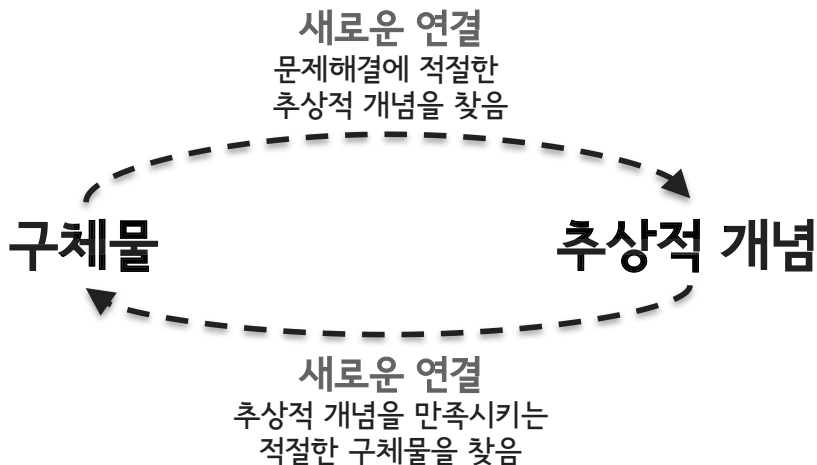 새로운 연결
문제해결에 적절한
추상적 개념을 찾음
구체물
추상적 개념
새로운 연결
추상적 개념을 만족시키는
적절한 구체물을 찾음